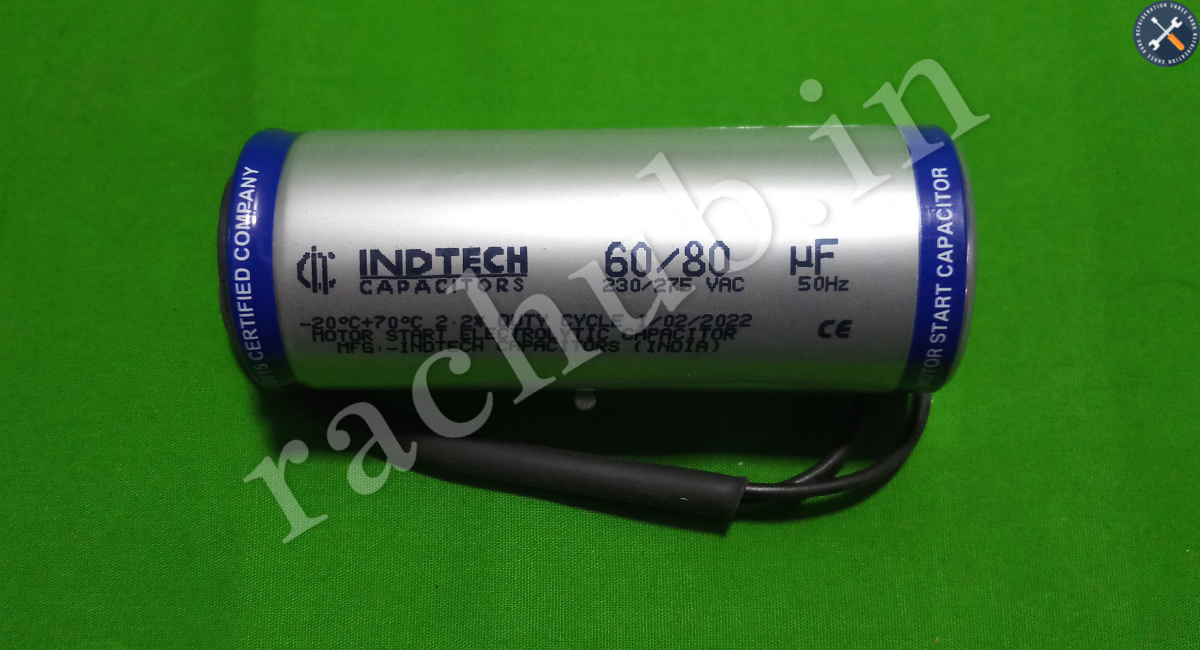 CERTIFIED COMPANY
INDTECH
CAPACITORS
60/80 µF
230/275 VAC 50Hz
-20°C+70°C 2.2% DUTY CYCLE 02/2022
MOTOR START ELECTROLYTIC CAPACITOR
MFG.-INDTECH CAPACITORS (INDIA)
CE
MOTOR START CAPACITOR
rachub.in